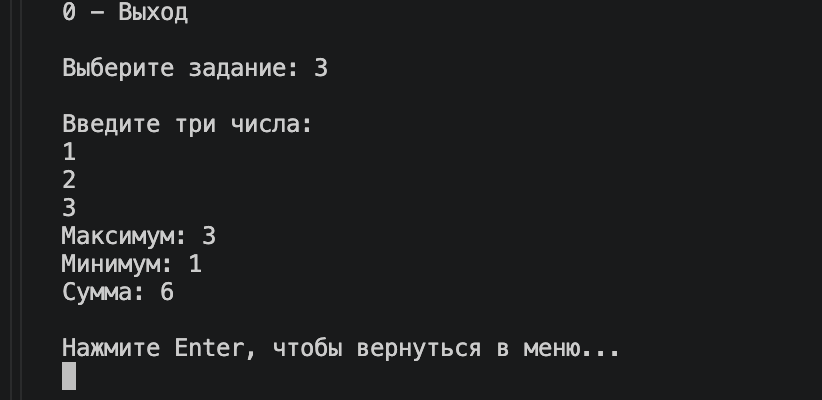 0 – Выход
Выберите задание: 3
Введите три числа:
1
2
3
Максимум: 3
Минимум: 1
Сумма: 6
Нажмите Enter, чтобы вернуться в меню...